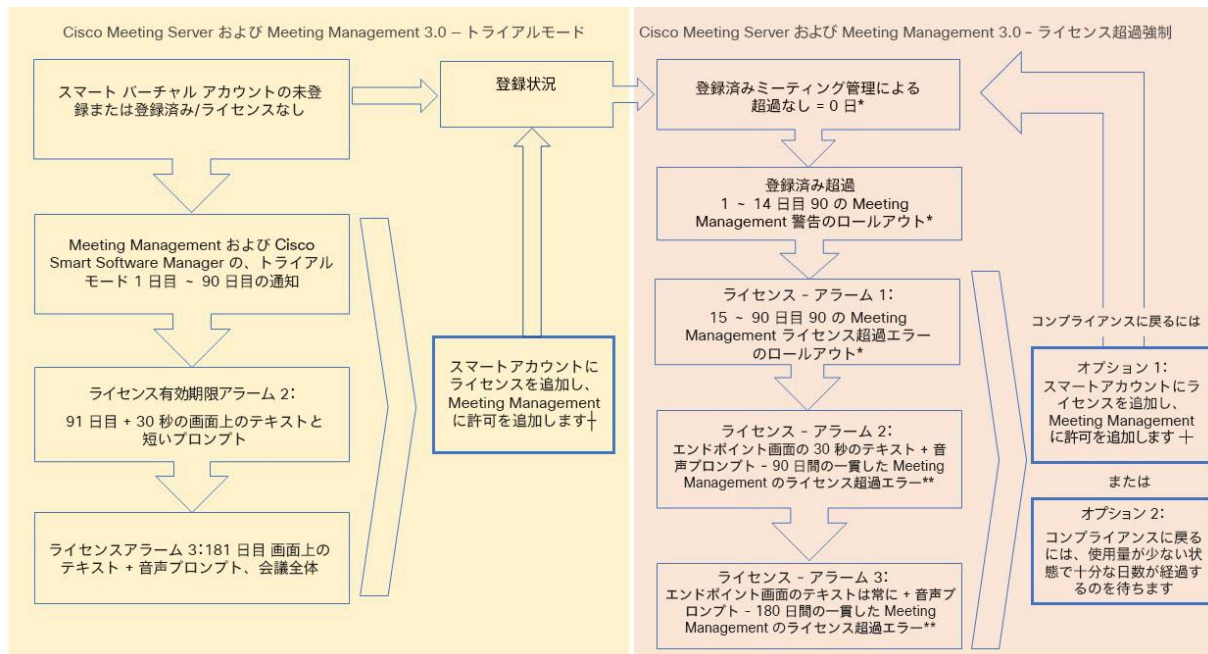 Cisco Meeting Server および Meeting Management 3.0 – トライアルモード
スマート バーチャル アカウントの未登
録または登録済み/ライセンスなし
登録状況
Meeting Management および Cisco
Smart Software Manager の、トライアル
モード 1 日目 ~ 90 日目の通知
ライセンス有効期限アラーム 2:
91 日目 + 30 秒の画面上のテキストと
短いプロンプト
ライセンスアラーム 3:181 日目 画面上の
テキスト + 音声プロンプト、会議全体
スマートアカウントに
ライセンスを追加し、
Meeting Management
に許可を追加します┼
Cisco Meeting Server および Meeting Management 3.0 - ライセンス超過強制
登録済みミーティング管理による
超過なし = 0 日*
登録済み超過
1 ~ 14 日目 90 の Meeting
Management 警告のロールアウト*
ライセンス - アラーム 1:
15 ~ 90 日目 90 の Meeting
Management ライセンス超過エラー
のロールアウト*
ライセンス - アラーム 2:
エンドポイント画面の 30 秒のテキスト + 音
声プロンプト - 90 日間の一貫した Meeting
Management のライセンス超過エラー**
ライセンス - アラーム 3:
エンドポイント画面のテキストは常に + 音声プ
ロンプト - 180 日間の一貫した Meeting
Management のライセンス超過エラー**
コンプライアンスに戻るには
オプション 1:
スマートアカウントにラ
イセンスを追加し、
Meeting Management
に許可を追加します ┼
または
オプション 2:
コンプライアンスに戻る
には、使用量が少ない状
態で十分な日数が経過す
るのを待ちます